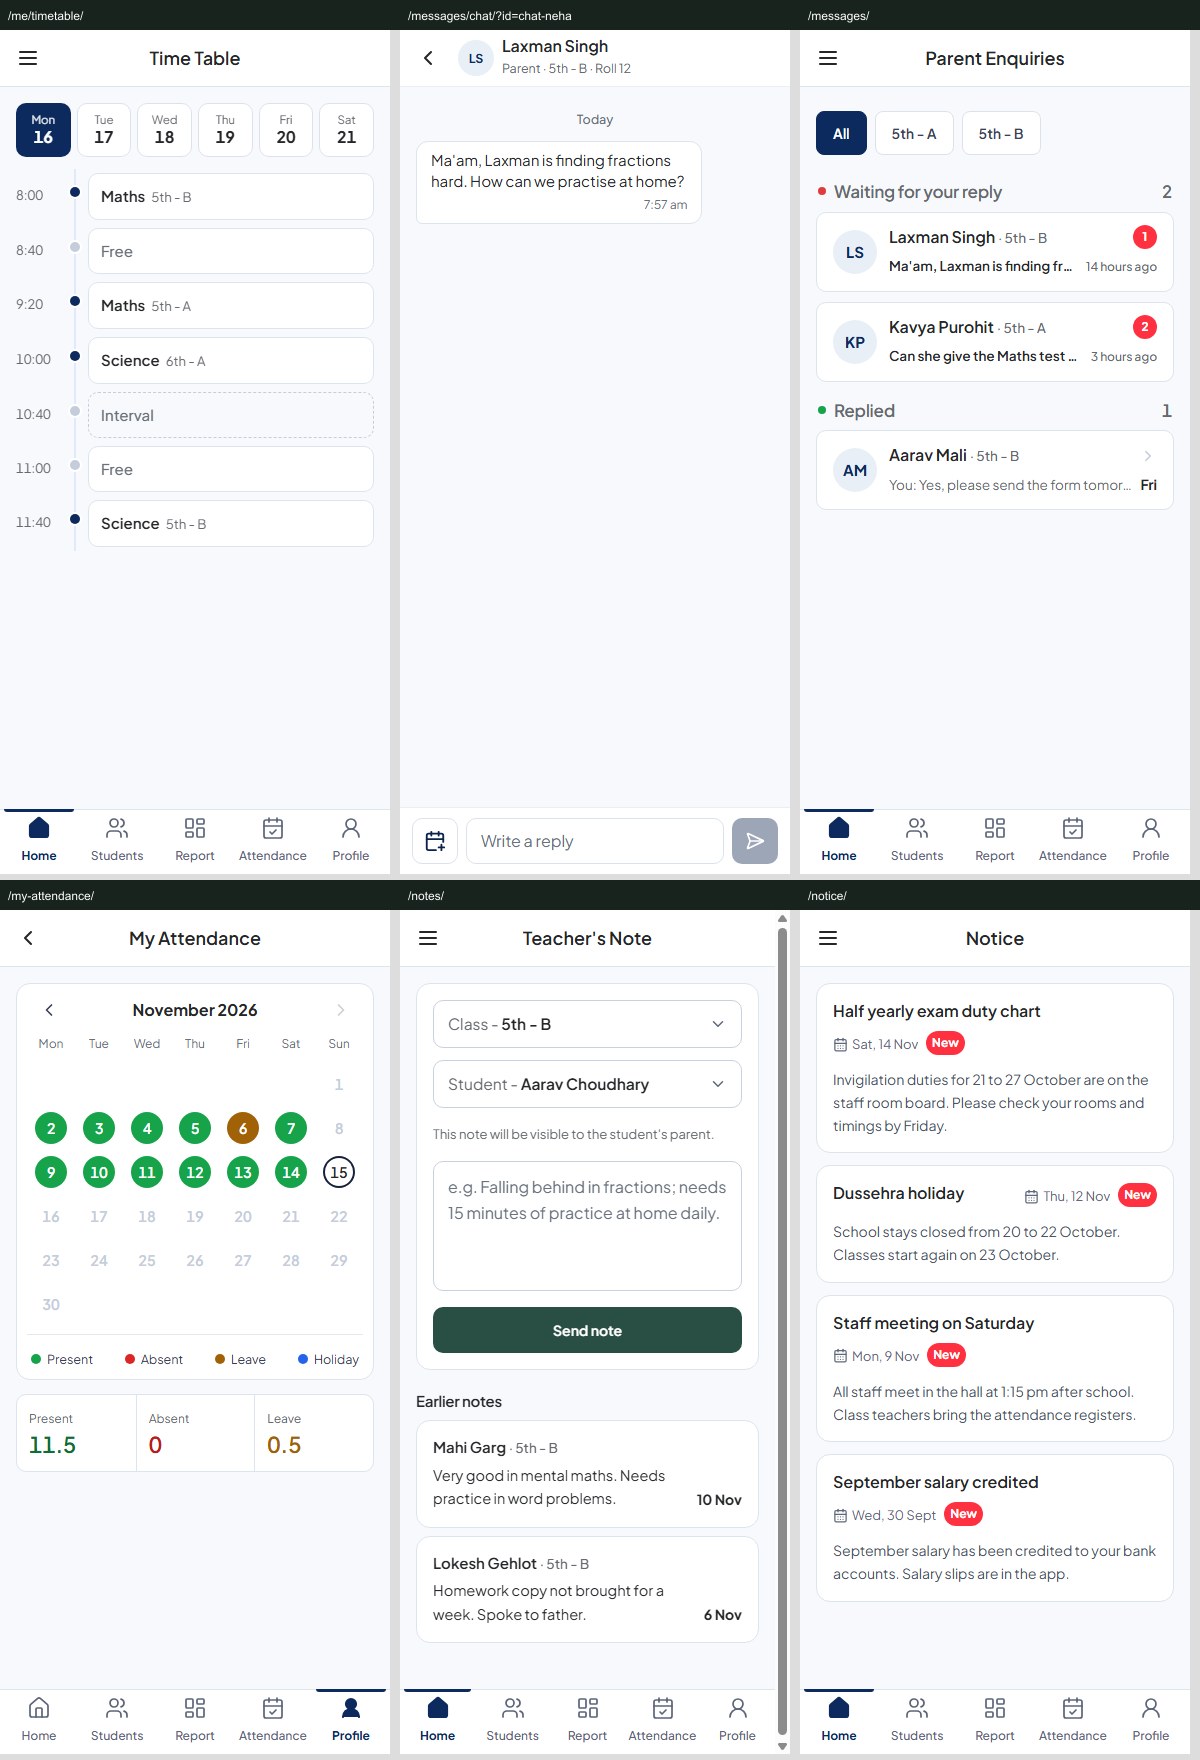 /me/timetable/
Time Table
Mon Tue Wed Thu Fri Sat
16 17 18 19 20 21
8:00 Maths 5th - B
8:40 Free
9:20 Maths 5th - A
10:00 Science 6th - A
10:40 Interval
11:00 Free
11:40 Science 5th - B
Home Students Report Attendance Profile
/messages/chat/?id=chat-neha
LS
Laxman Singh
Parent · 5th - B · Roll 12
Today
Ma'am, Laxman is finding fractions
hard. How can we practise at home?
7:57 am
Write a reply
/messages/
Parent Enquiries
All 5th - A 5th - B
Waiting for your reply 2
LS
Laxman Singh · 5th - B 1
Ma'am, Laxman is finding fr... 14 hours ago
KP
Kavya Purohit · 5th - A 2
Can she give the Maths test ... 3 hours ago
Replied 1
AM
Aarav Mali · 5th - B
You: Yes, please send the form tomor... Fri
Home Students Report Attendance Profile
/my-attendance/
My Attendance
November 2026
Mon Tue Wed Thu Fri Sat Sun
1
2 3 4 5 6 7 8
9 10 11 12 13 14 15
16 17 18 19 20 21 22
23 24 25 26 27 28 29
30
Present Absent Leave Holiday
Present Absent Leave
11.5 0 0.5
Home Students Report Attendance Profile
/notes/
Teacher's Note
Class - 5th - B
Student - Aarav Choudhary
This note will be visible to the student's parent.
e.g. Falling behind in fractions; needs
15 minutes of practice at home daily.
Send note
Earlier notes
Mahi Garg · 5th - B
Very good in mental maths. Needs
practice in word problems. 10 Nov
Lokesh Gehlot · 5th - B
Homework copy not brought for a
week. Spoke to father. 6 Nov
Home Students Report Attendance Profile
/notice/
Notice
Half yearly exam duty chart
Sat, 14 Nov New
Invigilation duties for 21 to 27 October are on the
staff room board. Please check your rooms and
timings by Friday.
Dussehra holiday Thu, 12 Nov New
School stays closed from 20 to 22 October.
Classes start again on 23 October.
Staff meeting on Saturday
Mon, 9 Nov New
All staff meet in the hall at 1:15 pm after school.
Class teachers bring the attendance registers.
September salary credited
Wed, 30 Sept New
September salary has been credited to your bank
accounts. Salary slips are in the app.
Home Students Report Attendance Profile